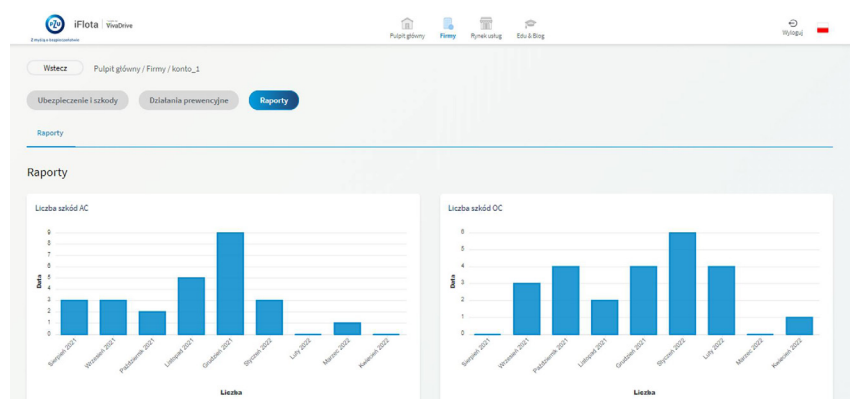 PZU
Z myślą o bezpieczeństwie
iFlota
VivaDrive
Pulpit główny
Firmy
Rynek usług
Edu & Blog
Wyloguj
Wstecz
Pulpit główny / Firmy / konto_1
Ubezpieczenie i szkody
Działania prewencyjne
Raporty
Raporty
Raporty
Liczba szkód AC
9
8
7
6
5
4
3
2
1
0
Data
Sierpień 2021
Wrzesień 2021
Październik 2021
Listopad 2021
Grudzień 2021
Styczeń 2022
Luty 2022
Marzec 2022
Kwiecień 2022
Liczba
Liczba szkód OC
6
5
4
3
2
1
0
Data
Sierpień 2021
Wrzesień 2021
Październik 2021
Listopad 2021
Grudzień 2021
Styczeń 2022
Luty 2022
Marzec 2022
Kwiecień 2022
Liczba